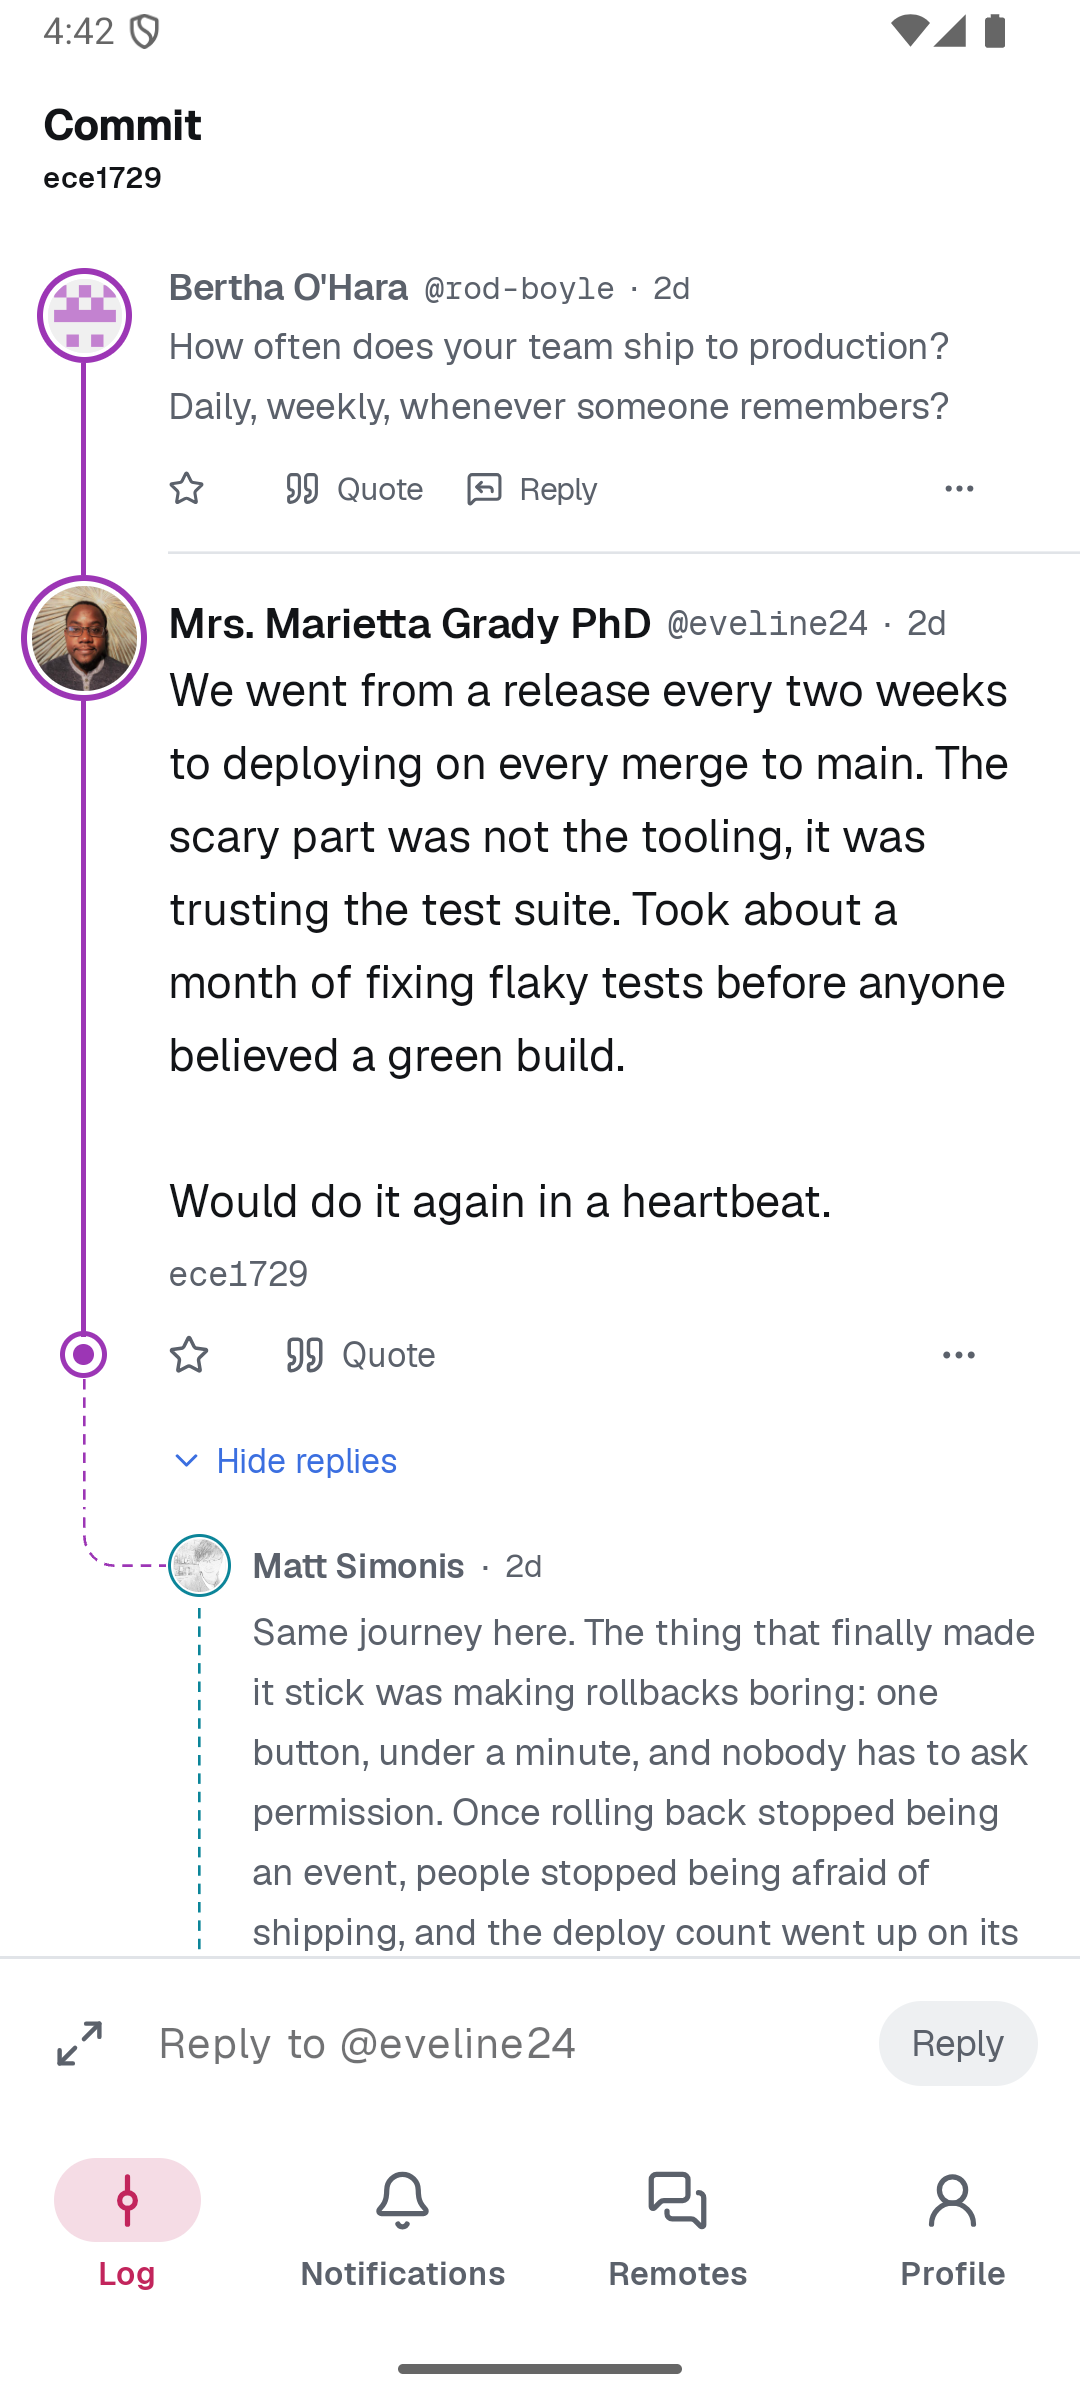 4:42
Commit
ece1729
Bertha O'Hara @rod-boyle · 2d
How often does your team ship to production?
Daily, weekly, whenever someone remembers?
Quote Reply
Mrs. Marietta Grady PhD @eveline24 · 2d
We went from a release every two weeks
to deploying on every merge to main. The
scary part was not the tooling, it was
trusting the test suite. Took about a
month of fixing flaky tests before anyone
believed a green build.
Would do it again in a heartbeat.
ece1729
Quote
Hide replies
Matt Simonis · 2d
Same journey here. The thing that finally made
it stick was making rollbacks boring: one
button, under a minute, and nobody has to ask
permission. Once rolling back stopped being
an event, people stopped being afraid of
shipping, and the deploy count went up on its
Reply to @eveline24
Reply
Log Notifications Remotes Profile